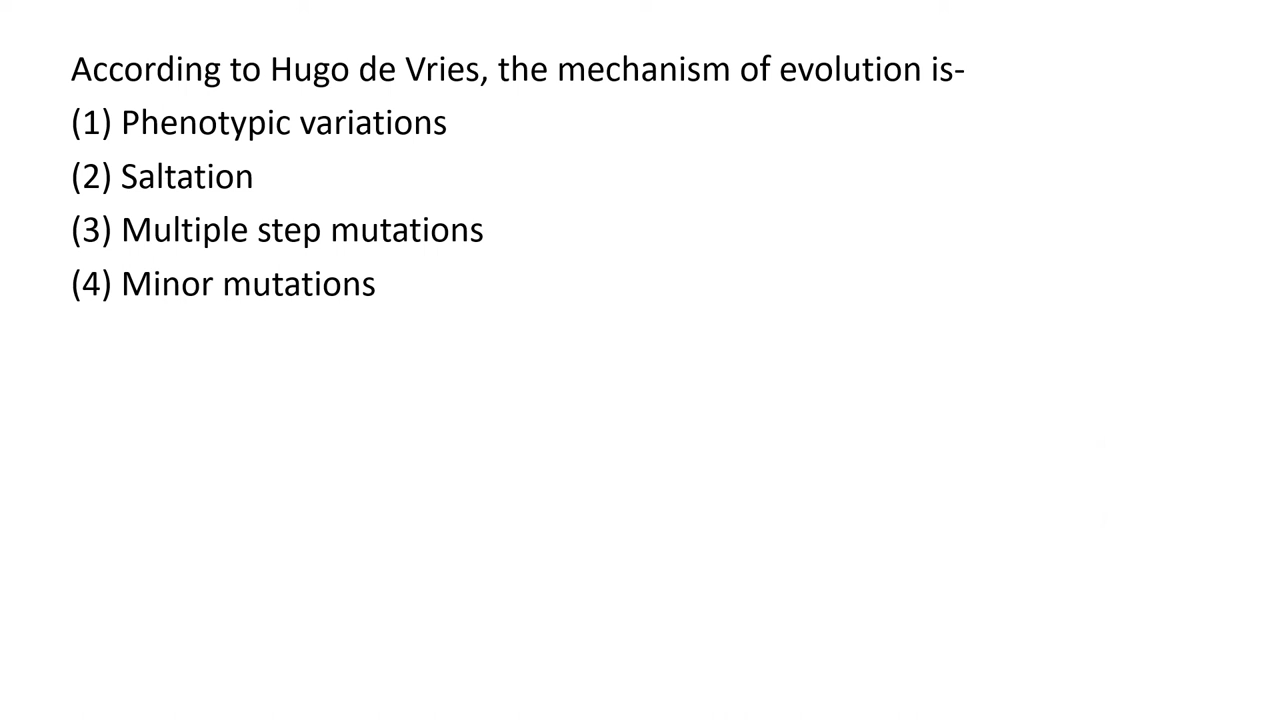 According to Hugo de Vries, the mechanism of evolution is-
(1) Phenotypic variations
(2) Saltation
(3) Multiple step mutations
(4) Minor mutations